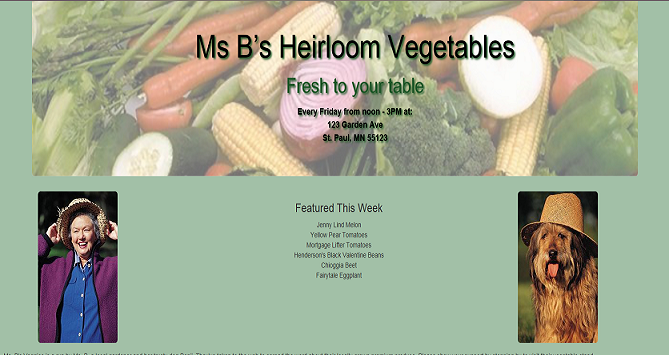 Ms B's Heirloom Vegetables
Fresh to your table
Every Friday from noon - 3PM at:
123 Garden Ave
St. Paul, MN 55123
Featured This Week
Jenny Lind Melon
Yellow Pear Tomatoes
Mortgage Lifter Tomatoes
Henderson's Black Valentine Beans
Chioggia Beet
Fairytale Eggplant